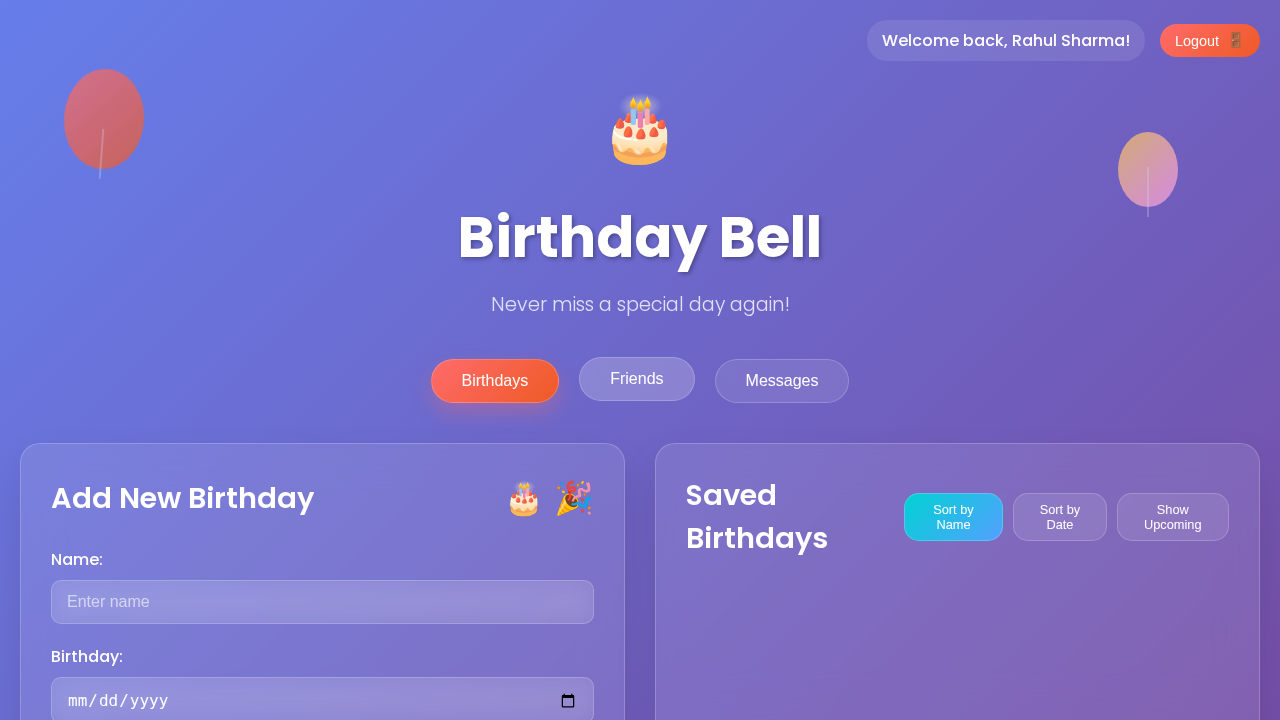 Welcome back, Rahul Sharma!
Logout
Birthday Bell
Never miss a special day again!
Birthdays
Friends
Messages
Add New Birthday
Name:
Enter name
Birthday:
mm/dd/yyyy
Saved
Birthdays
Sort by
Name
Sort by
Date
Show
Upcoming